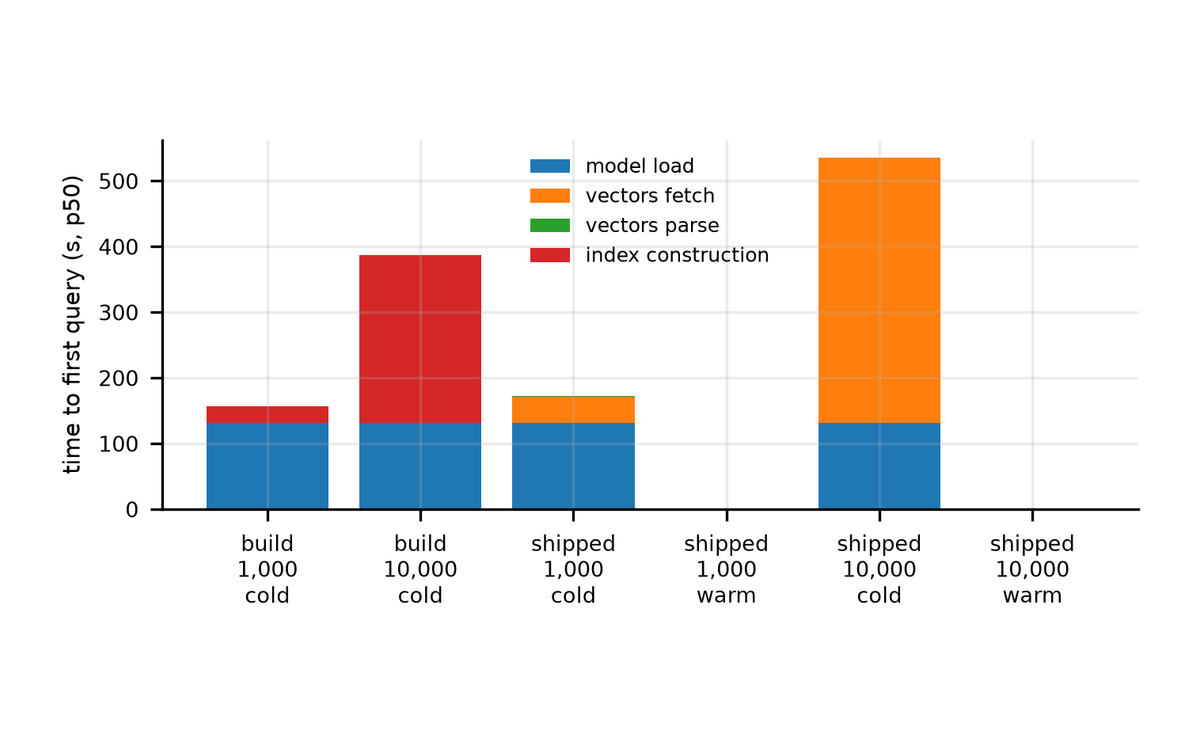 time to first query (s, p50)
500
400
300
200
100
0
model load
vectors fetch
vectors parse
index construction
build
1,000
cold
build
10,000
cold
shipped
1,000
cold
shipped
1,000
warm
shipped
10,000
cold
shipped
10,000
warm